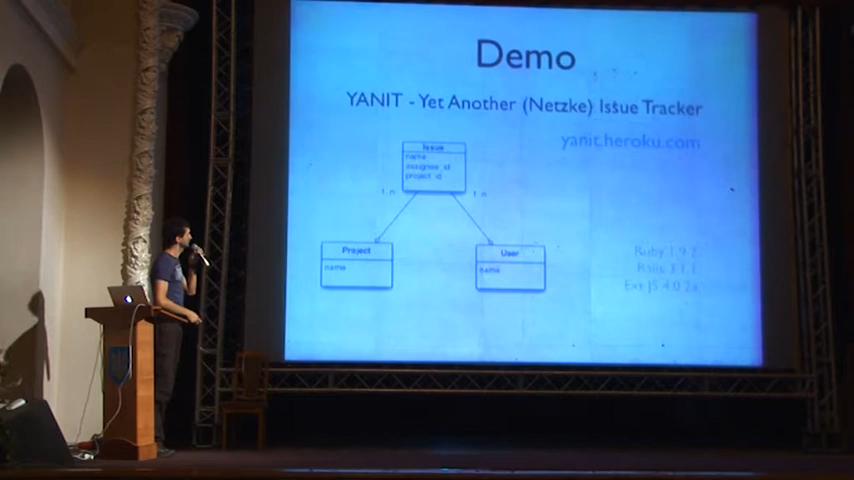 Demo
YANIT - Yet Another (Netzke) Issue Tracker
yanit.heroku.com
Issue
name
assignee_id
project_id
1..n
1..n
Project
name
User
name
Ruby 1.9.2
Rails 3.1.1
Ext JS 4.0.2a